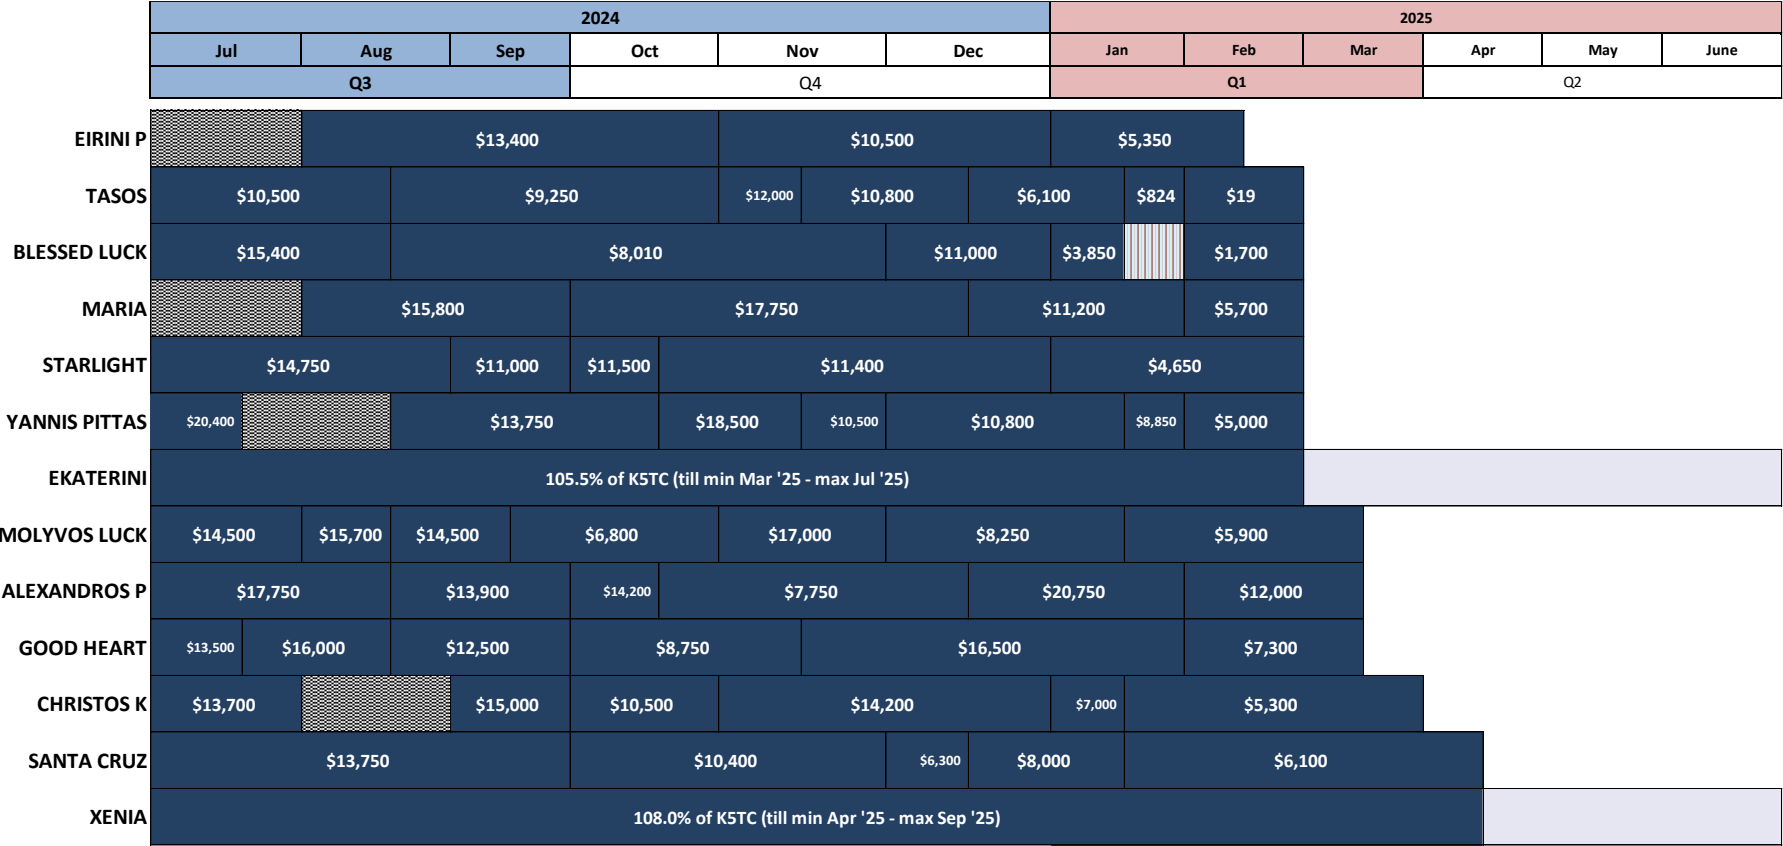 2024 2025
Jul Aug Sep Oct Nov Dec Jan Feb Mar Apr May June
Q3 Q4 Q1 Q2
EIRINI P $13,400 $10,500 $5,350
TASOS $10,500 $9,250 $12,000 $10,800 $6,100 $824 $19
BLESSED LUCK $15,400 $8,010 $11,000 $3,850 $1,700
MARIA $15,800 $17,750 $11,200 $5,700
STARLIGHT $14,750 $11,000 $11,500 $11,400 $4,650
YANNIS PITTAS $20,400 $13,750 $18,500 $10,500 $10,800 $8,850 $5,000
EKATERINI 105.5% of K5TC (till min Mar '25 - max Jul '25)
MOLYVOS LUCK $14,500 $15,700 $14,500 $6,800 $17,000 $8,250 $5,900
ALEXANDROS P $17,750 $13,900 $14,200 $7,750 $20,750 $12,000
GOOD HEART $13,500 $16,000 $12,500 $8,750 $16,500 $7,300
CHRISTOS K $13,700 $15,000 $10,500 $14,200 $7,000 $5,300
SANTA CRUZ $13,750 $10,400 $6,300 $8,000 $6,100
XENIA 108.0% of K5TC (till min Apr '25 - max Sep '25)